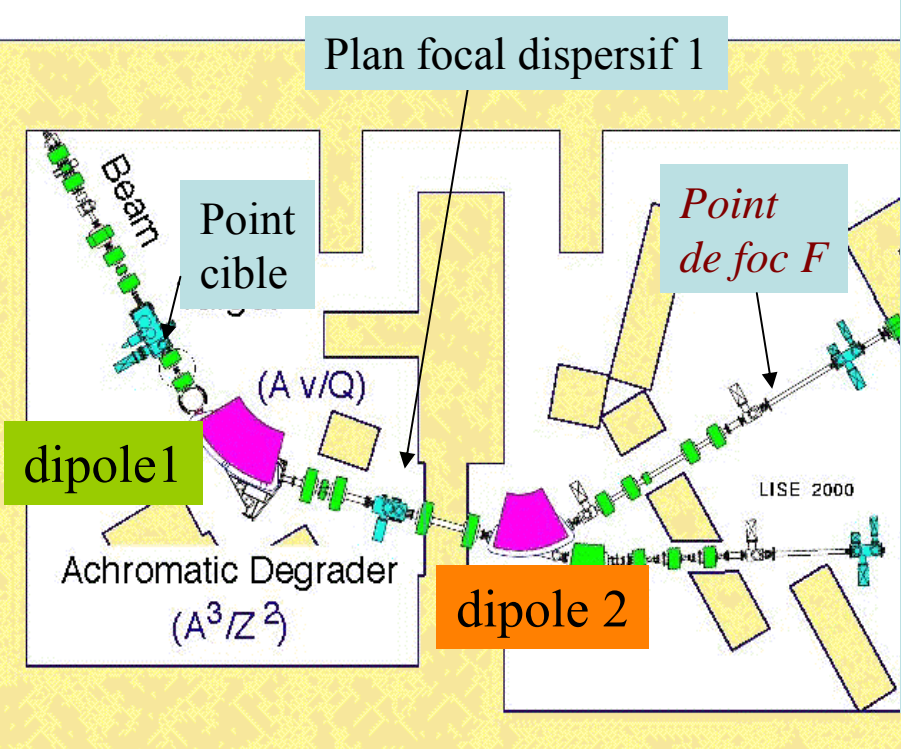 Plan focal dispersif 1
Beam
Point
cible
Point
de foc F
(A v/Q)
dipole1
LISE 2000
Achromatic Degrader
(A³/Z²)
dipole 2